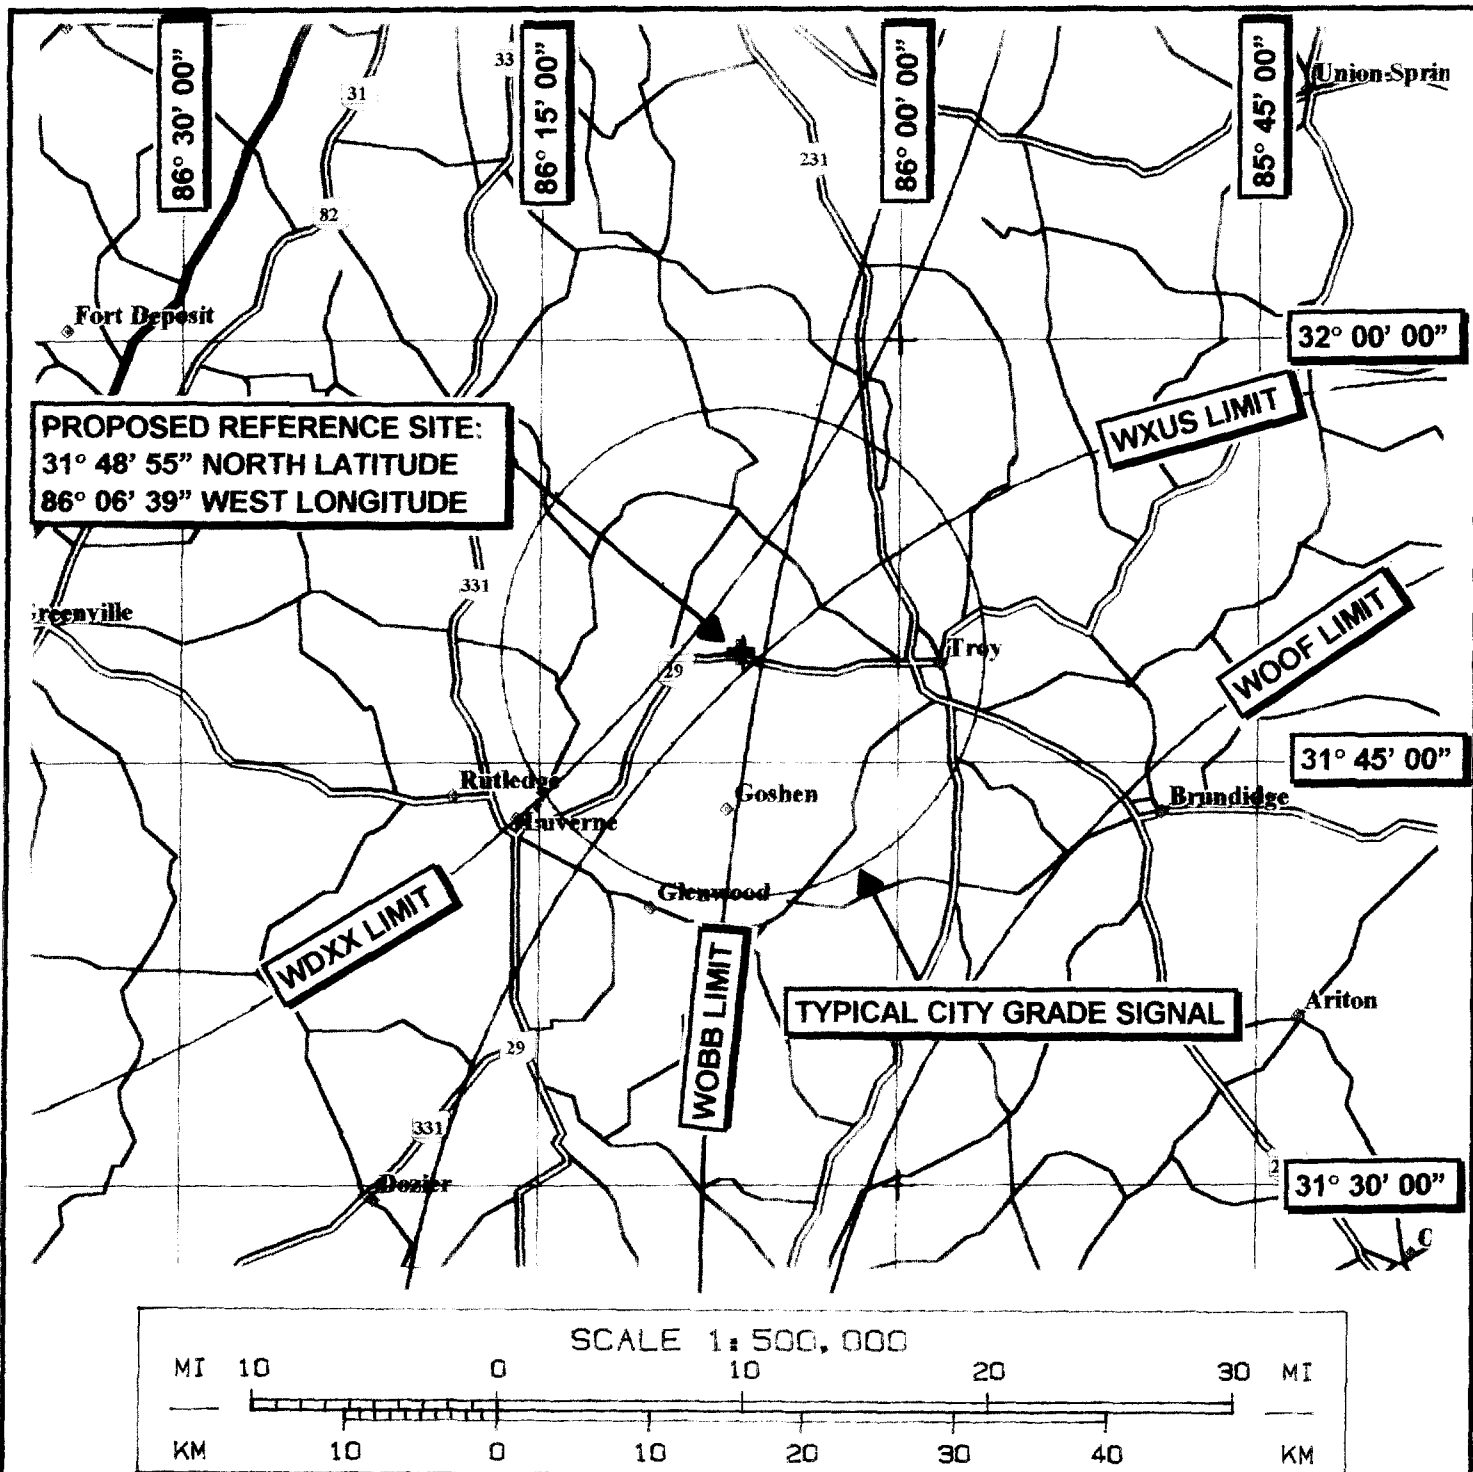 86° 30' 00"
86° 15' 00"
86° 00' 00"
85° 45' 00"
31
33
231
82
Fort Deposit
32° 00' 00"
WXUS LIMIT
PROPOSED REFERENCE SITE:
31° 48' 55" NORTH LATITUDE
86° 06' 39" WEST LONGITUDE
331
29
Troy
WOOF LIMIT
31° 45' 00"
Rutledge
Goshen
Brundidge
Luverne
Glenwood
WDXX LIMIT
WOBB LIMIT
TYPICAL CITY GRADE SIGNAL
Ariton
29
331
Dozier
31° 30' 00"
SCALE 1:500,000
MI 10 0 10 20 30 MI
KM 10 0 10 20 30 40 KM